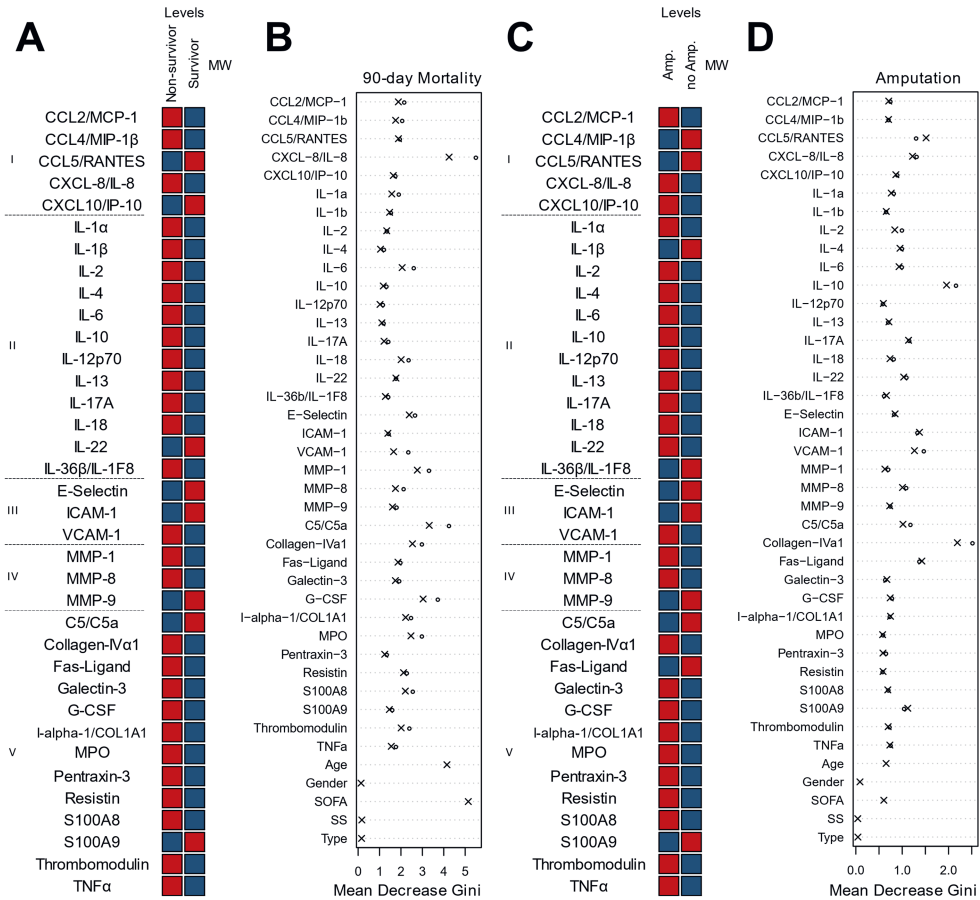 A
Levels
Non-survivor
Survivor
MW
CCL2/MCP-1
CCL4/MIP-1β
I
CCL5/RANTES
CXCL-8/IL-8
CXCL10/IP-10
IL-1α
IL-1β
IL-2
IL-4
IL-6
IL-10
II
IL-12p70
IL-13
IL-17A
IL-18
IL-22
IL-36β/IL-1F8
E-Selectin
III
ICAM-1
VCAM-1
MMP-1
IV
MMP-8
MMP-9
C5/C5a
Collagen-IVα1
Fas-Ligand
Galectin-3
G-CSF
I-alpha-1/COL1A1
V
MPO
Pentraxin-3
Resistin
S100A8
S100A9
Thrombomodulin
TNFα
B
90-day Mortality
CCL2/MCP-1
CCL4/MIP-1b
CCL5/RANTES
CXCL-8/IL-8
CXCL10/IP-10
IL-1a
IL-1b
IL-2
IL-4
IL-6
IL-10
IL-12p70
IL-13
IL-17A
IL-18
IL-22
IL-36b/IL-1F8
E-Selectin
ICAM-1
VCAM-1
MMP-1
MMP-8
MMP-9
C5/C5a
Collagen-IVa1
Fas-Ligand
Galectin-3
G-CSF
I-alpha-1/COL1A1
MPO
Pentraxin-3
Resistin
S100A8
S100A9
Thrombomodulin
TNFa
Age
Gender
SOFA
SS
Type
0 1 2 3 4 5
Mean Decrease Gini
C
Levels
Amp.
no Amp.
MW
CCL2/MCP-1
CCL4/MIP-1β
I
CCL5/RANTES
CXCL-8/IL-8
CXCL10/IP-10
IL-1α
IL-1β
IL-2
IL-4
IL-6
IL-10
II
IL-12p70
IL-13
IL-17A
IL-18
IL-22
IL-36β/IL-1F8
E-Selectin
III
ICAM-1
VCAM-1
MMP-1
IV
MMP-8
MMP-9
C5/C5a
Collagen-IVα1
Fas-Ligand
Galectin-3
G-CSF
I-alpha-1/COL1A1
V
MPO
Pentraxin-3
Resistin
S100A8
S100A9
Thrombomodulin
TNFα
D
Amputation
CCL2/MCP-1
CCL4/MIP-1b
CCL5/RANTES
CXCL-8/IL-8
CXCL10/IP-10
IL-1a
IL-1b
IL-2
IL-4
IL-6
IL-10
IL-12p70
IL-13
IL-17A
IL-18
IL-22
IL-36b/IL-1F8
E-Selectin
ICAM-1
VCAM-1
MMP-1
MMP-8
MMP-9
C5/C5a
Collagen-IVa1
Fas-Ligand
Galectin-3
G-CSF
I-alpha-1/COL1A1
MPO
Pentraxin-3
Resistin
S100A8
S100A9
Thrombomodulin
TNFa
Age
Gender
SOFA
SS
Type
0.0 1.0 2.0
Mean Decrease Gini